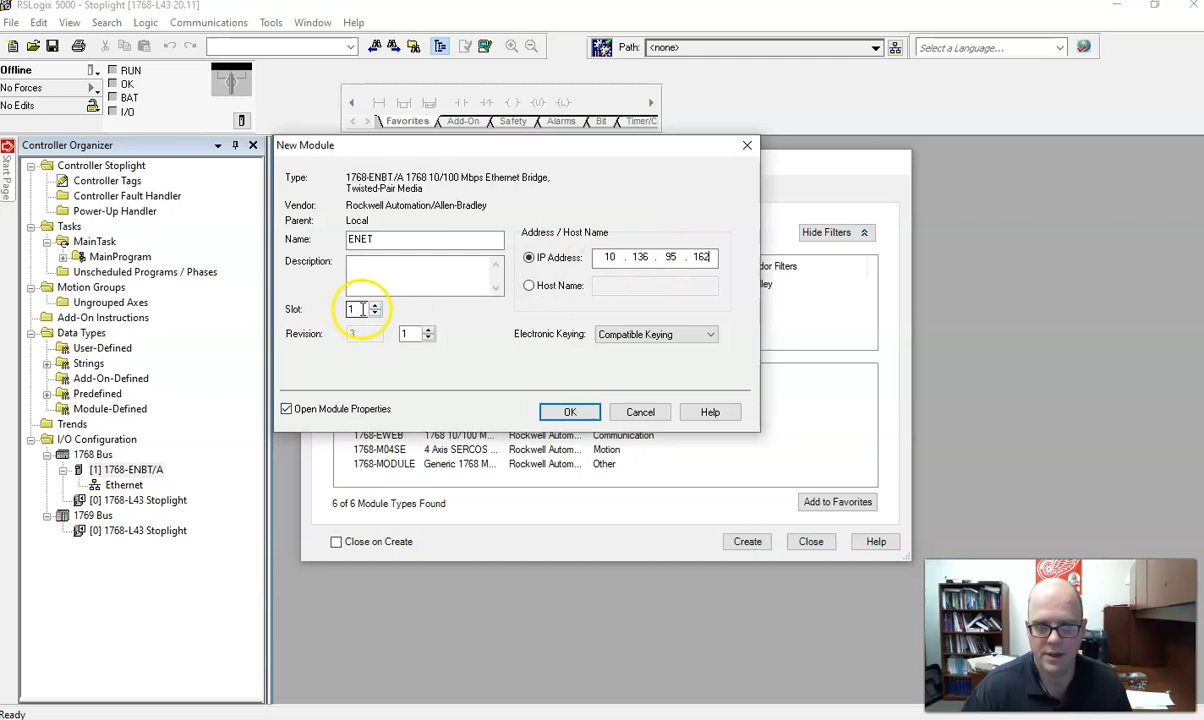 RSLogix 5000 - Stoplight [1768-L43 20.11]
File Edit View Search Logic Communications Tools Window Help
Path: <none>
Select a Language...
Offline
RUN
No Forces
OK
No Edits
BAT
I/O
Favorites Add-On Safety Alarms Bit Timer/C
Start Page
Controller Organizer
Controller Stoplight
Controller Tags
Controller Fault Handler
Power-Up Handler
Tasks
MainTask
MainProgram
Unscheduled Programs / Phases
Motion Groups
Ungrouped Axes
Add-On Instructions
Data Types
User-Defined
Strings
Add-On-Defined
Predefined
Module-Defined
Trends
I/O Configuration
1768 Bus
[1] 1768-ENBT/A
Ethernet
[0] 1768-L43 Stoplight
1769 Bus
[0] 1768-L43 Stoplight
New Module
Type: 1768-ENBT/A 1768 10/100 Mbps Ethernet Bridge,
Twisted-Pair Media
Vendor: Rockwell Automation/Allen-Bradley
Parent: Local
Name: ENET
Description:
Slot: 1
Revision: 3 1
Address / Host Name
IP Address: 10 . 136 . 95 . 162
Host Name:
Electronic Keying: Compatible Keying
Open Module Properties
OK Cancel Help
Hide Filters
dor Filters
ley
1768-EWEB 1768 10/100 M... Rockwell Autom... Communication
1768-M04SE 4 Axis SERCOS ... Rockwell Autom... Motion
1768-MODULE Generic 1768 M... Rockwell Autom... Other
6 of 6 Module Types Found
Add to Favorites
Close on Create
Create Close Help
Ready